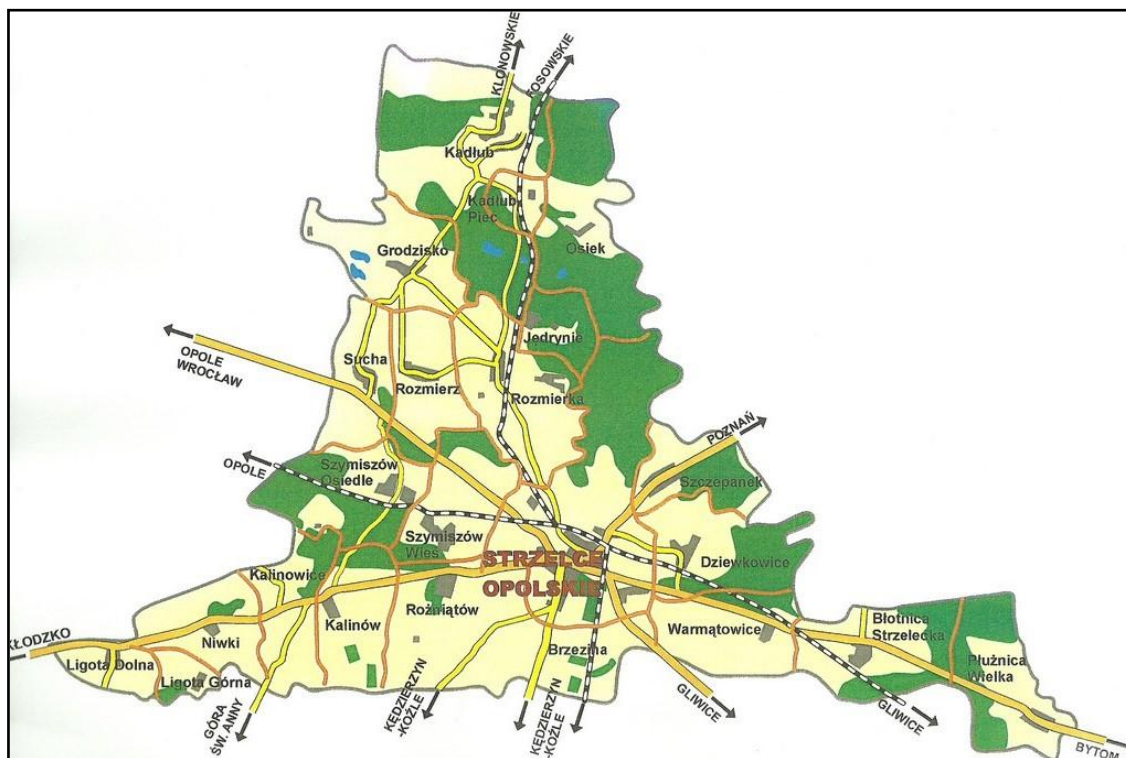 KLONOWSKIE
OSOWSKIE
Kadłub
Kadłub
Piec
Osiek
Grodzisko
Jędrynie
OPOLE
WROCŁAW
Sucha
Rozmierz
Rozmierka
POZNAŃ
OPOLE
Szymiszów
Osiedle
Szczepanek
Szymiszów
Wieś
STRZELCE
OPOLSKIE
Dziewkowice
Kalinowice
Rożniątów
Błotnica
Strzelecka
Niwki
Kalinów
Warmątowice
KŁODZKO
Ligota Dolna
Brzezina
Płużnica
Wielka
Ligota Górna
GÓRA
ŚW. ANNY
KĘDZIERZYN
-KOŹLE
KĘDZIERZYN
-KOŹLE
GLIWICE
GLIWICE
BYTOM